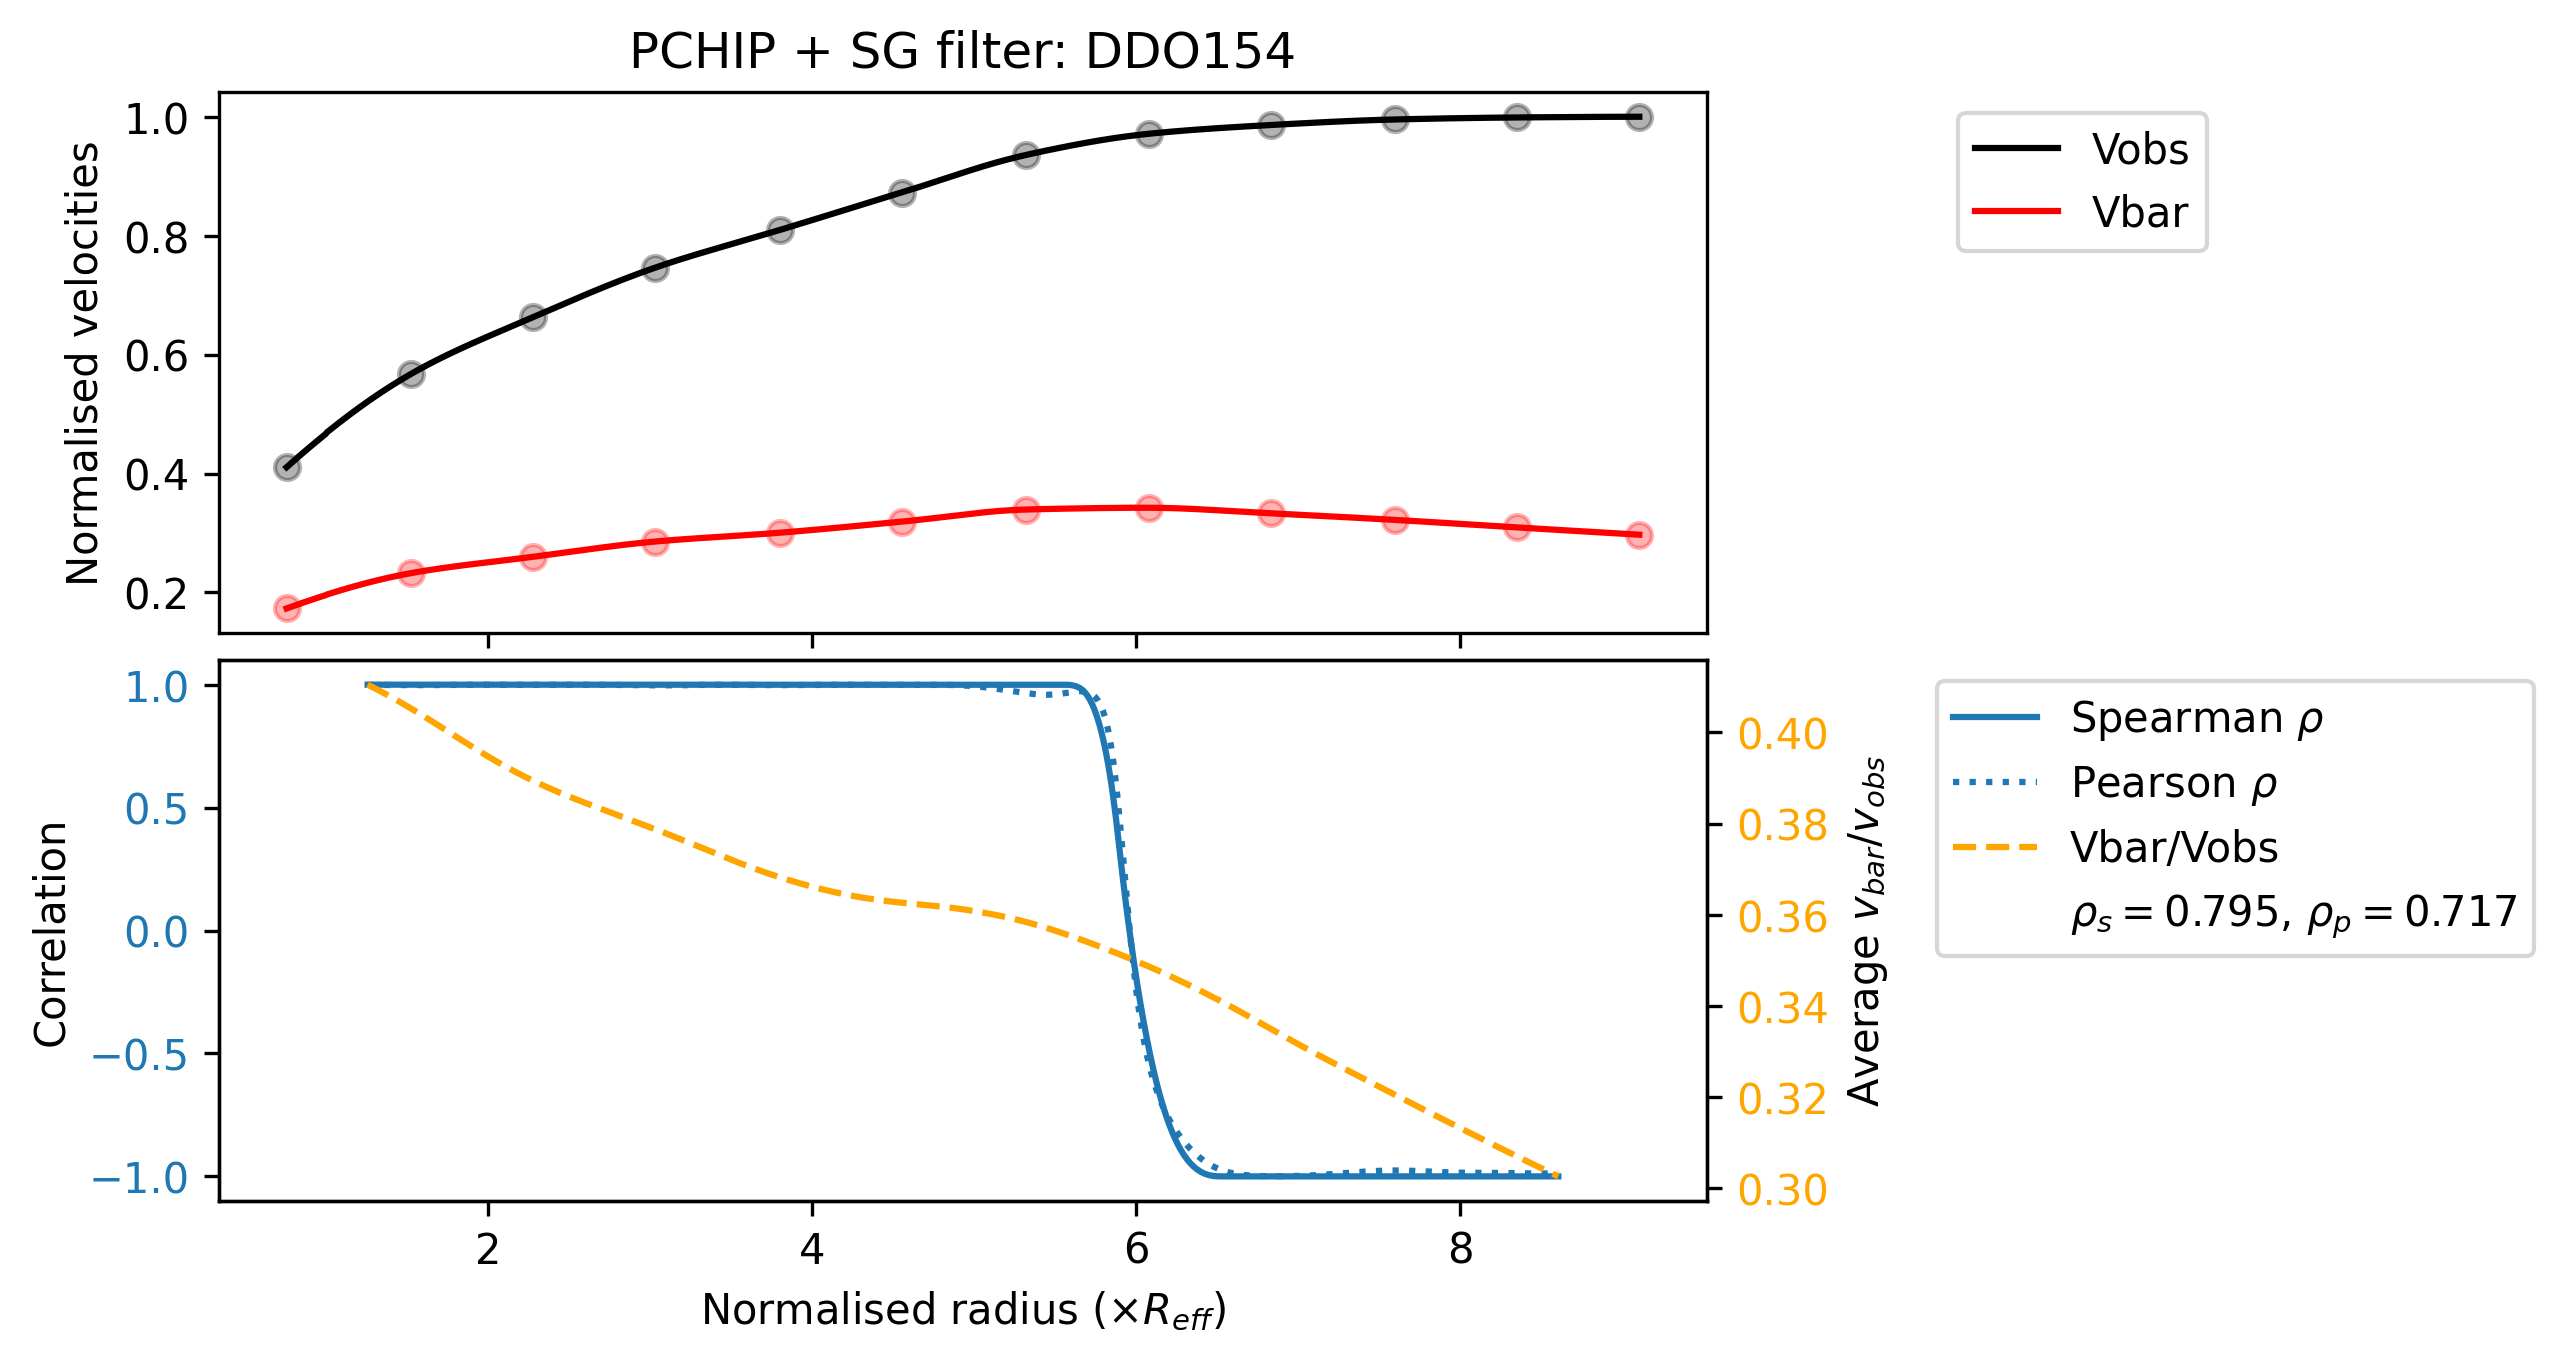 PCHIP + SG filter: DDO154
Normalised velocities
1.0
0.8
0.6
0.4
0.2
Vobs
Vbar
Correlation
1.0
0.5
0.0
−0.5
−1.0
0.40
0.38
0.36
0.34
0.32
0.30
Average v_{bar}/v_{obs}
Spearman ρ
Pearson ρ
Vbar/Vobs
ρ_s = 0.795, ρ_p = 0.717
2 4 6 8
Normalised radius (×R_{eff})